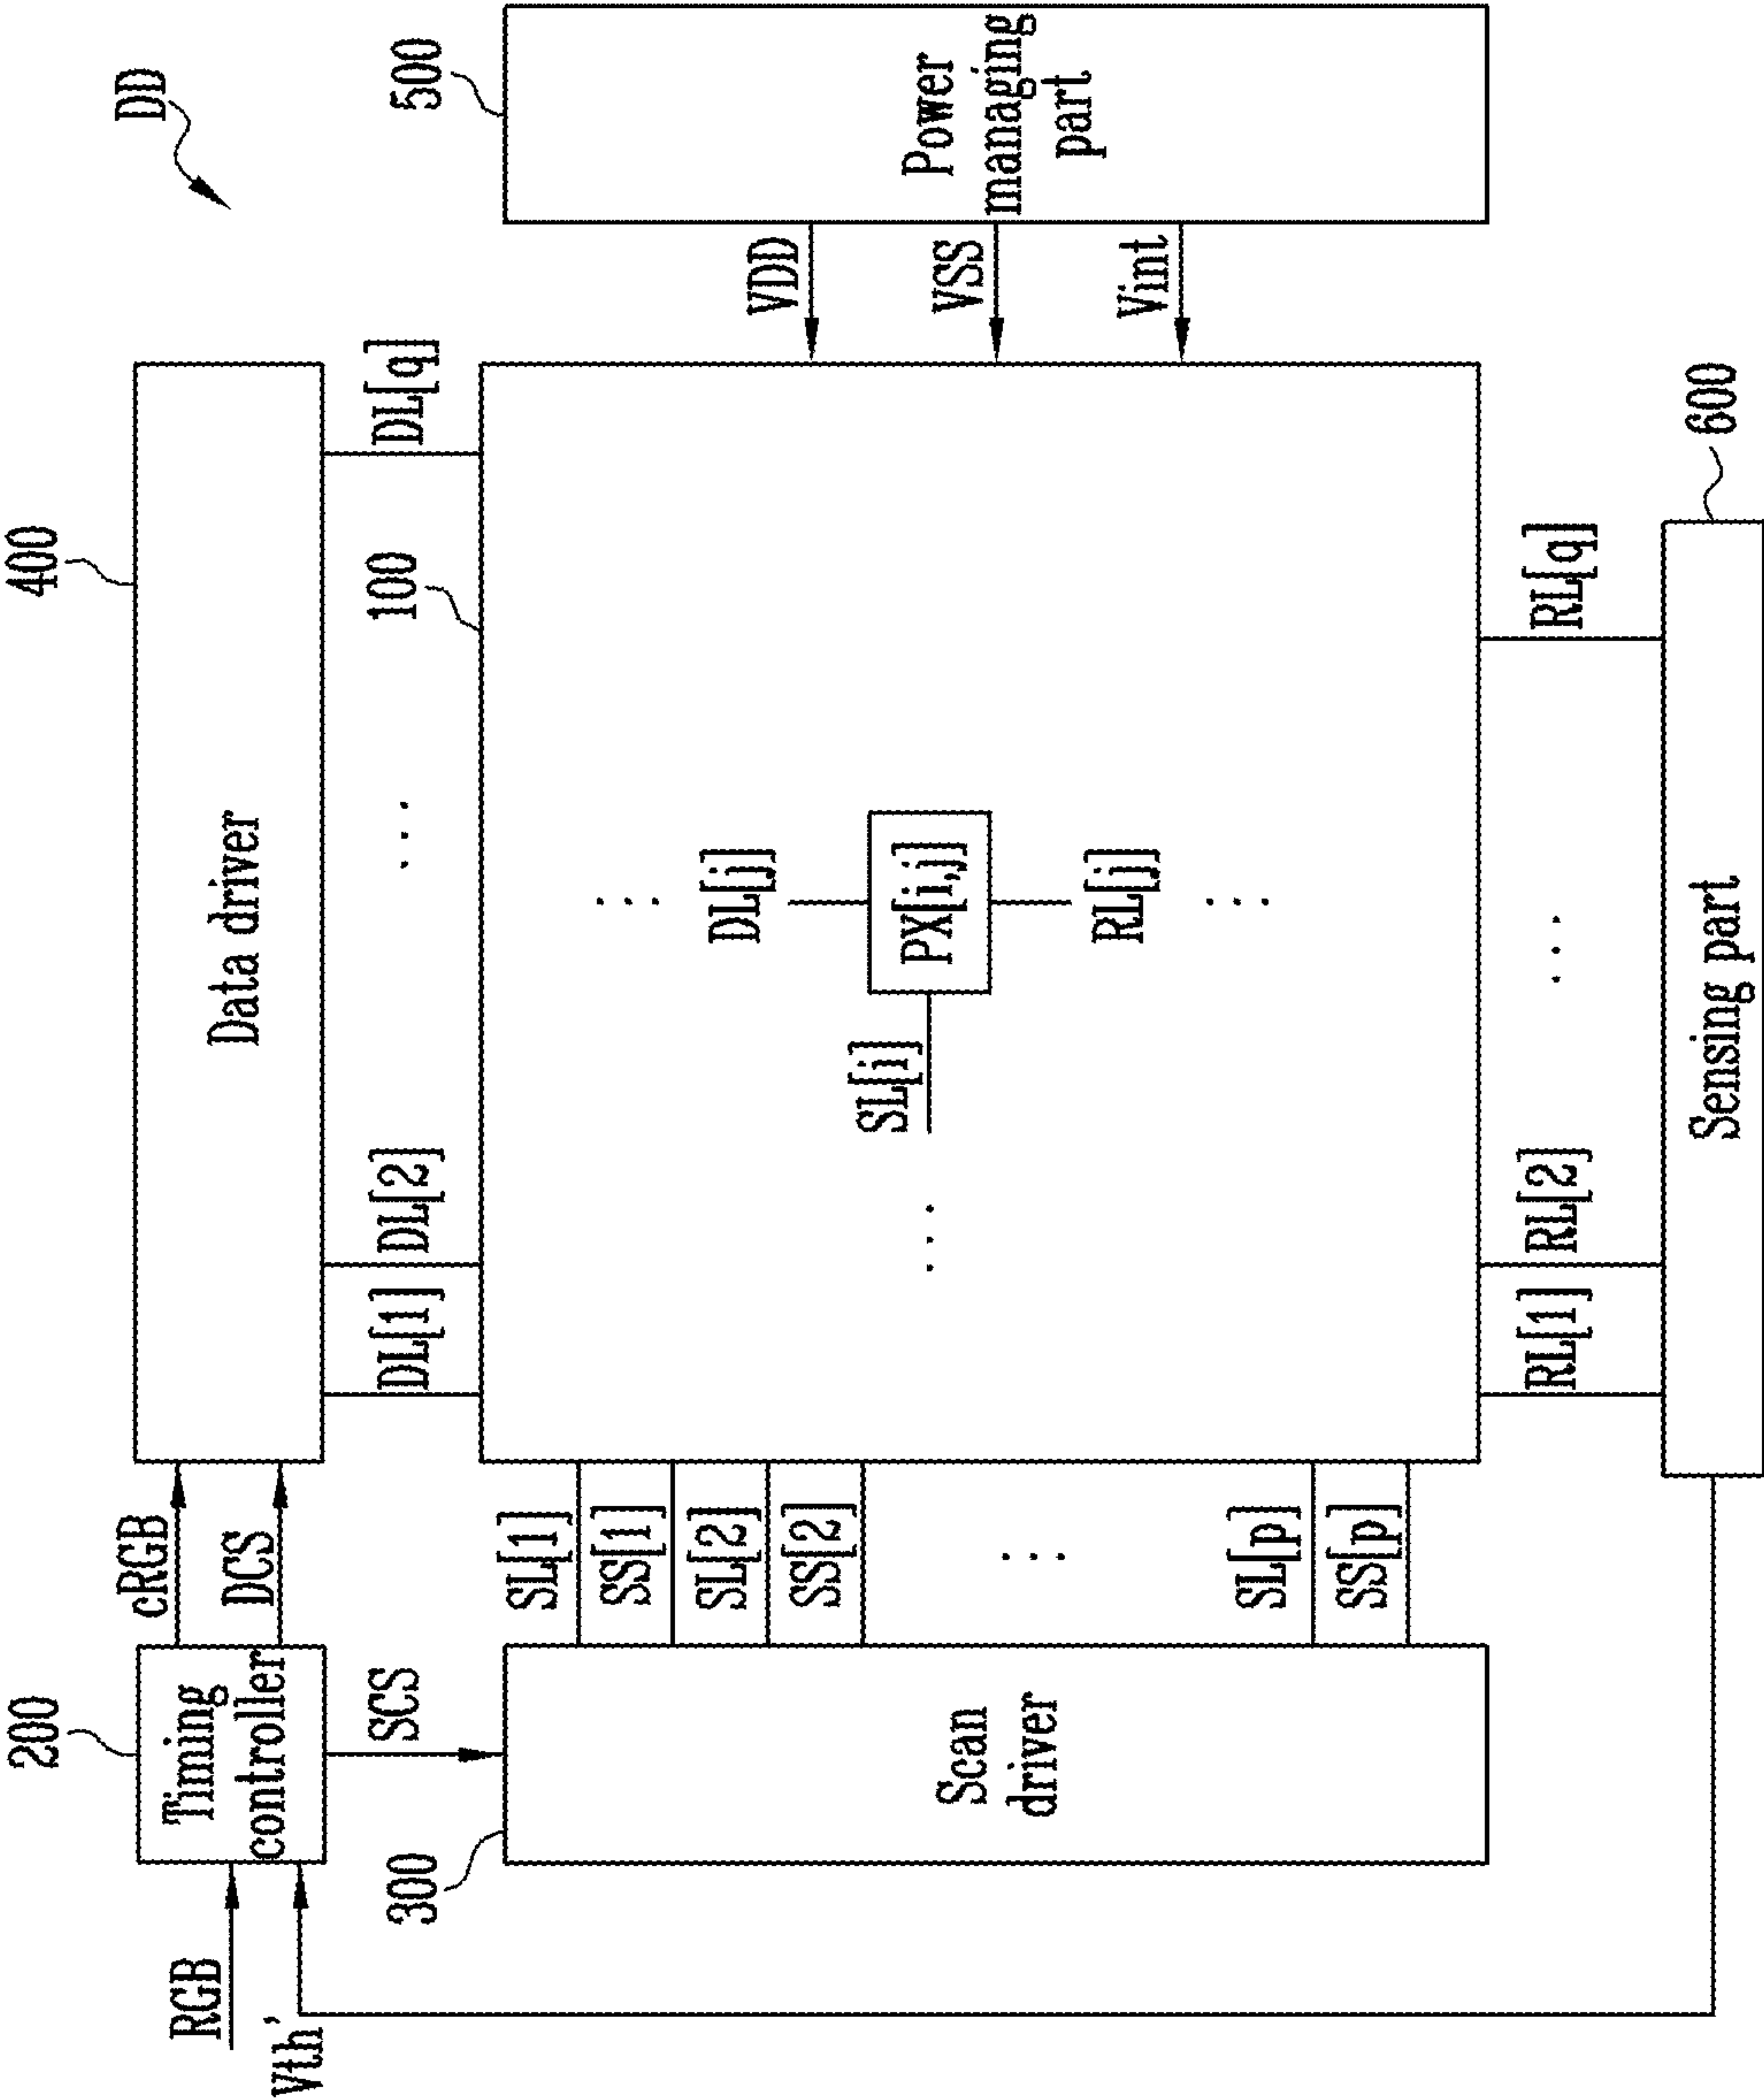 DD
200
400
RGB
Vth'
Timing
controller
cRGB
DCS
Data driver
SCS
DL[1]
DL[2]
...
DL[q]
300
100
500
Scan
driver
SL[1]
SS[1]
SL[2]
SS[2]
...
SL[p]
SS[p]
...
DL[j]
...
SL[i]
PX[i,j]
RL[j]
...
VDD
VSS
Vint
Power
managing
part
RL[1]
RL[2]
...
RL[q]
Sensing part
600